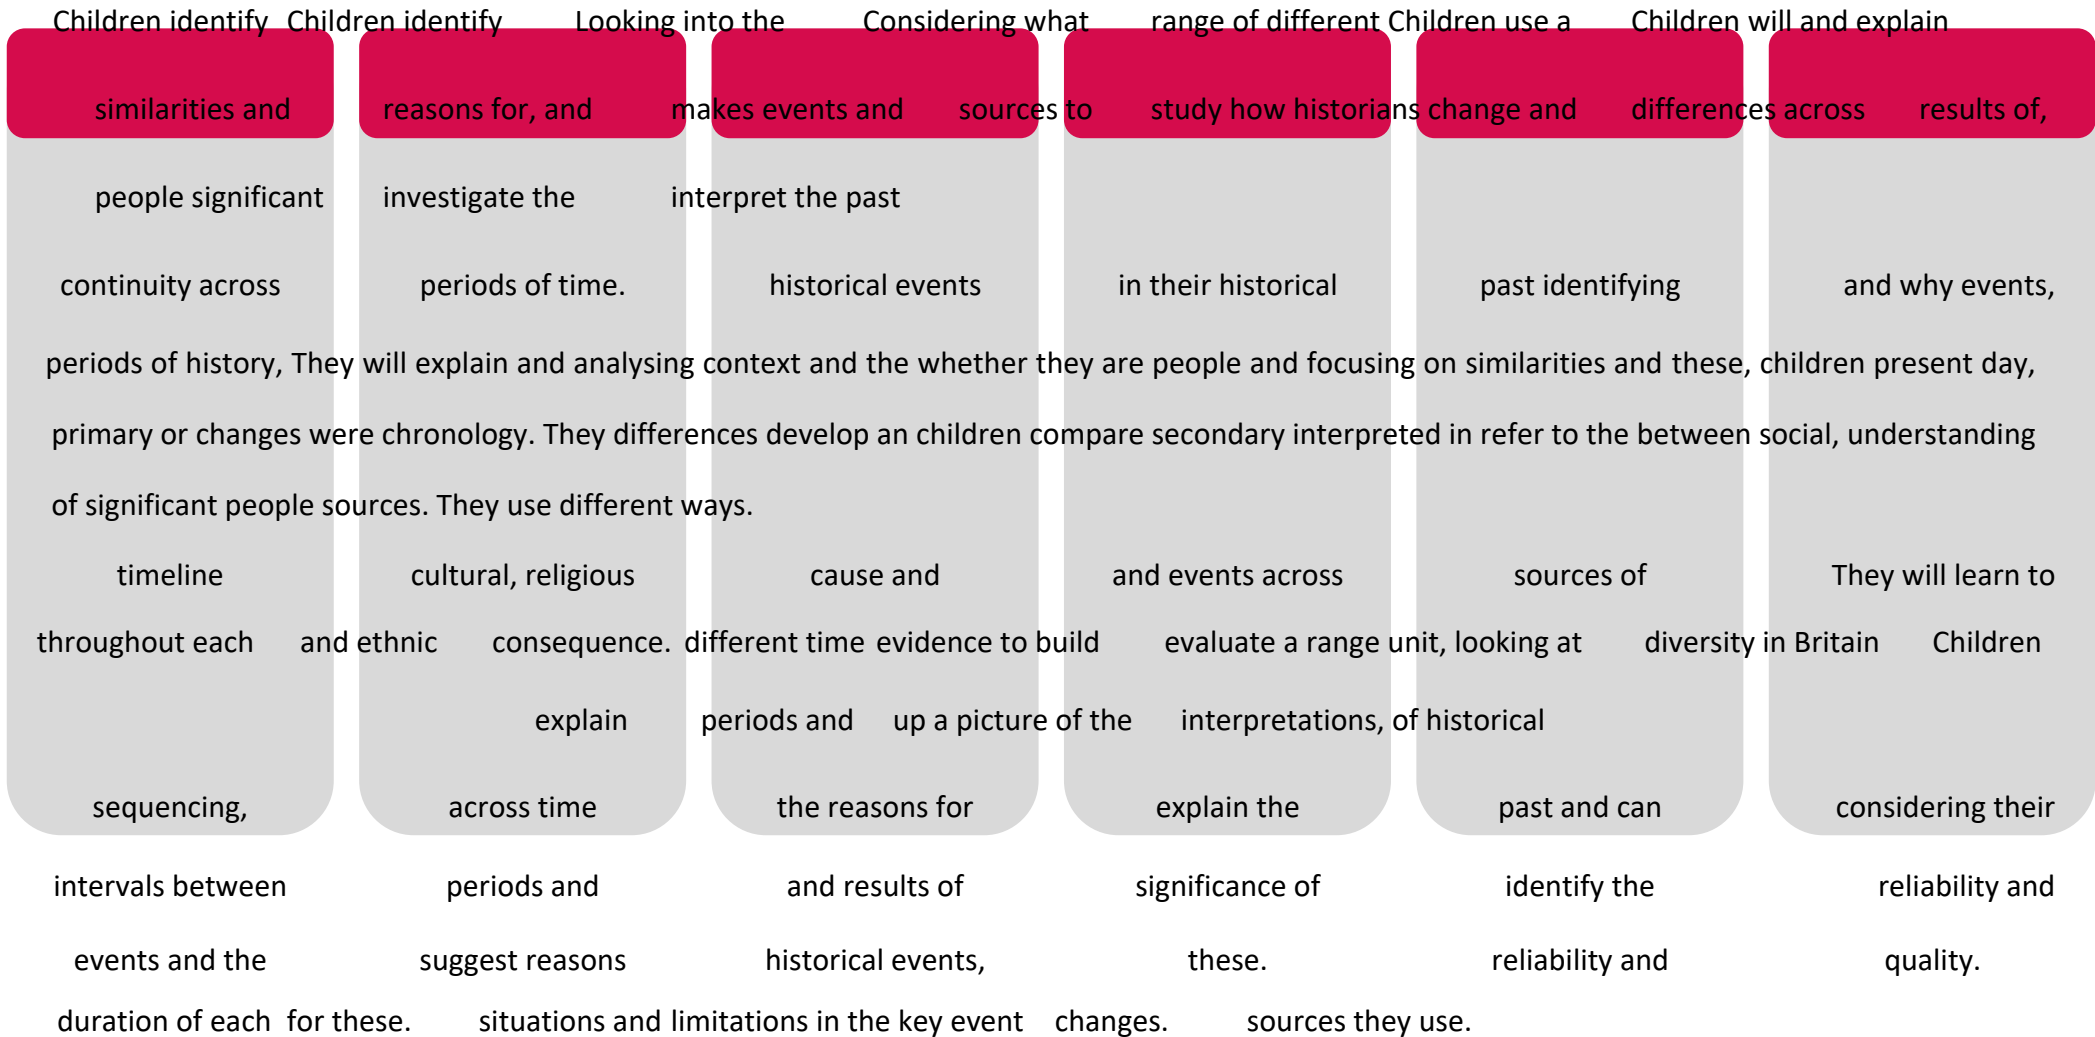 Children identify Children identify Looking into the Considering what range of different Children use a Children will and explain
similarities and reasons for, and makes events and sources to study how historians change and differences across results of,
people significant investigate the interpret the past
continuity across periods of time. historical events in their historical past identifying and why events,
periods of history, They will explain and analysing context and the whether they are people and focusing on similarities and these, children present day,
primary or changes were chronology. They differences develop an children compare secondary interpreted in refer to the between social, understanding
of significant people sources. They use different ways.
timeline cultural, religious cause and and events across sources of They will learn to
throughout each and ethnic consequence. different time evidence to build evaluate a range unit, looking at diversity in Britain Children
explain periods and up a picture of the interpretations, of historical
sequencing, across time the reasons for explain the past and can considering their
intervals between periods and and results of significance of identify the reliability and
events and the suggest reasons historical events, these. reliability and quality.
duration of each for these. situations and limitations in the key event changes. sources they use.